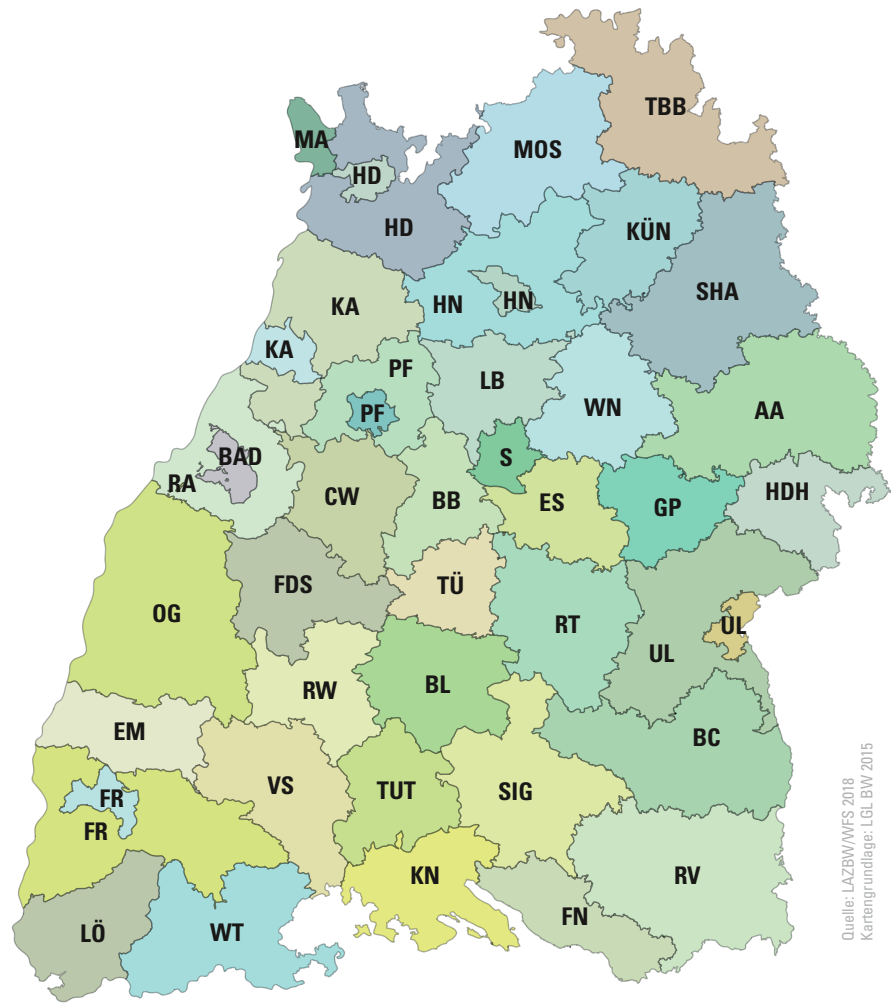 TBB
MA
MOS
HD
HD
KÜN
SHA
KA
HN
HN
KA
PF
LB
WN
AA
PF
S
BAD
RA
CW
BB
ES
GP
HDH
FDS
TÜ
OG
RT
UL
UL
RW
BL
EM
BC
VS
TUT
SIG
FR
FR
KN
RV
FN
LÖ
WT
Quelle: LAZBW/WFS 2018
Kartengrundlage: LGL BW 2015